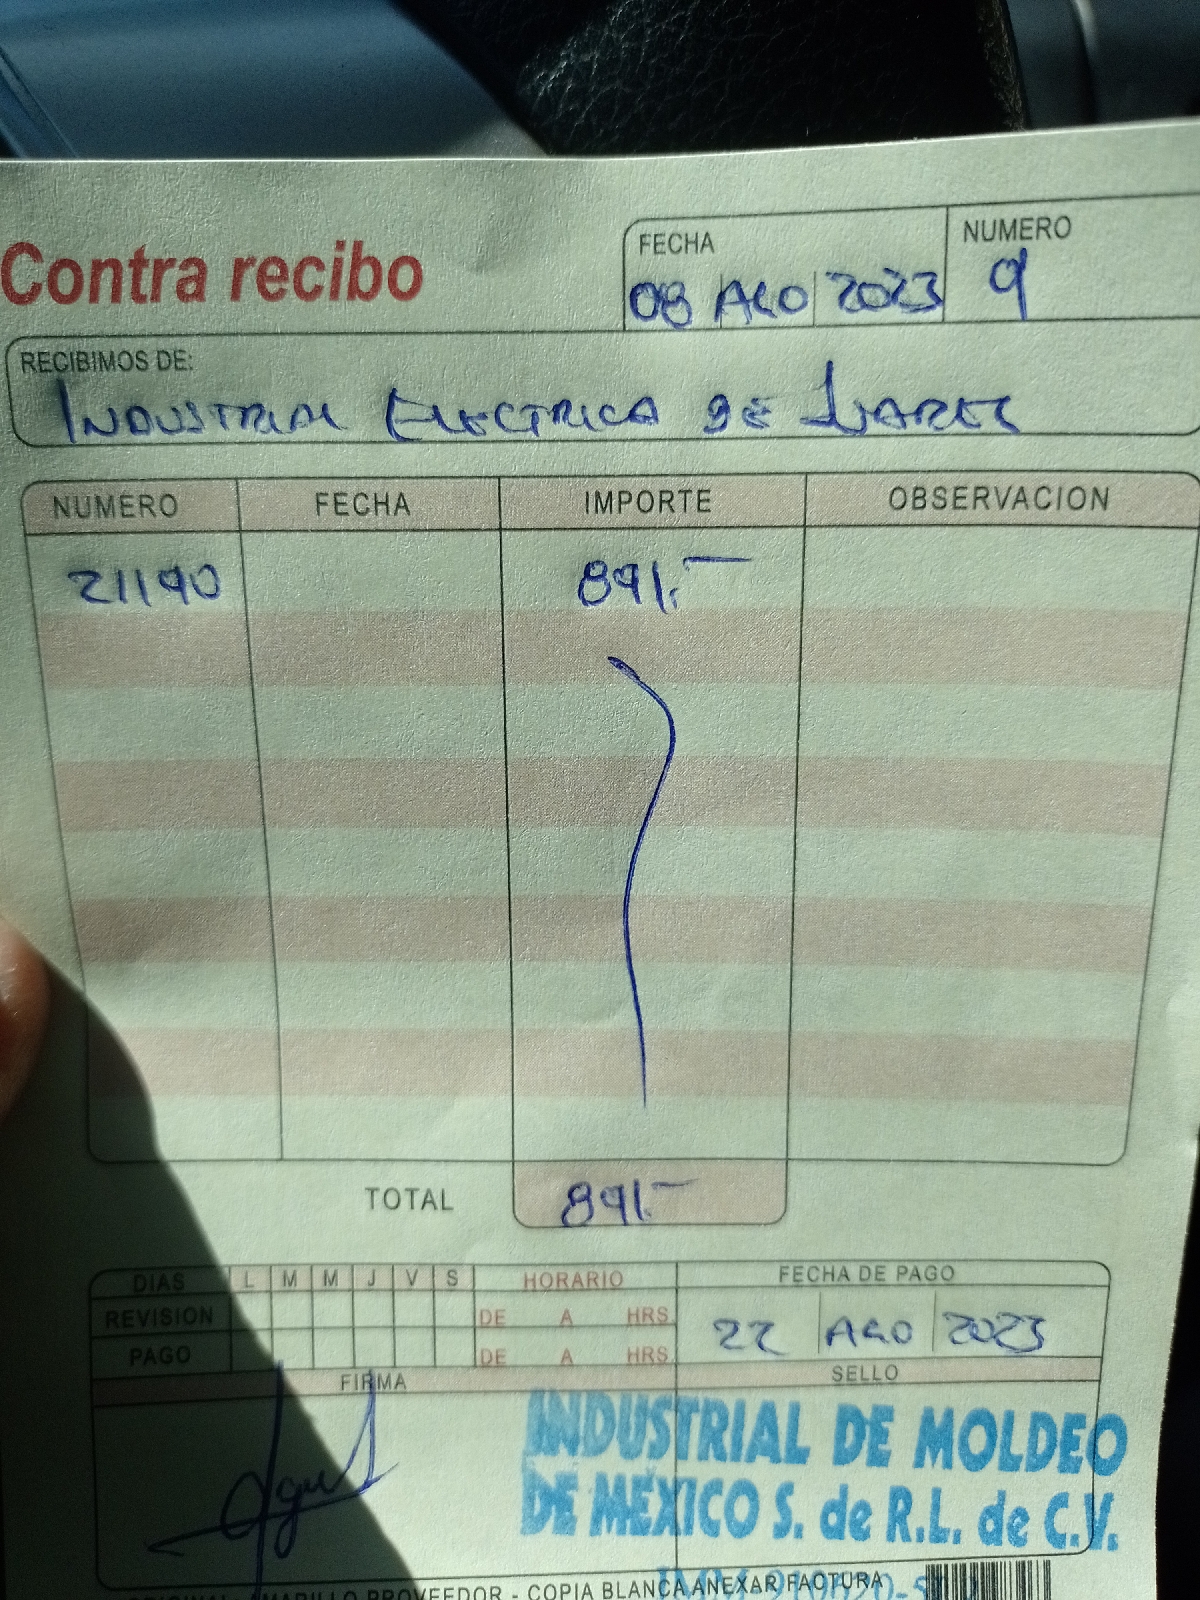 Contra recibo
FECHA NUMERO
08 AGO 2023 9
RECIBIMOS DE:
INDUSTRIAL ELECTRICA DE JUAREZ
NUMERO FECHA IMPORTE OBSERVACION
21190 891.-
TOTAL 891.-
DIAS L M M J V S HORARIO FECHA DE PAGO
REVISION DE A HRS. 22 AGO 2023
PAGO DE A HRS.
FIRMA SELLO
INDUSTRIAL DE MOLDEO
DE MEXICO S. de R.L. de C.V.
PROVEEDOR - COPIA BLANCA ANEXAR FACTURA